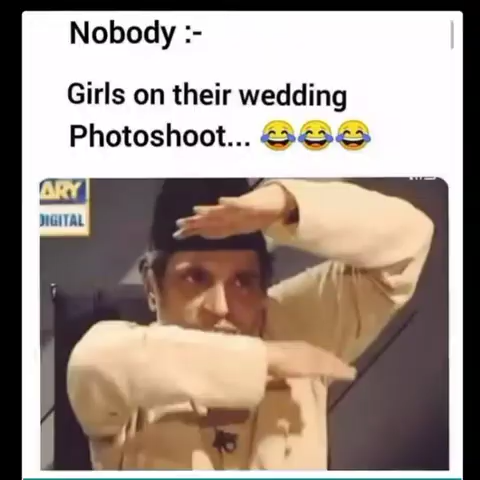 Nobody :-
Girls on their wedding
Photoshoot... 😂😂😂
ARY
DIGITAL